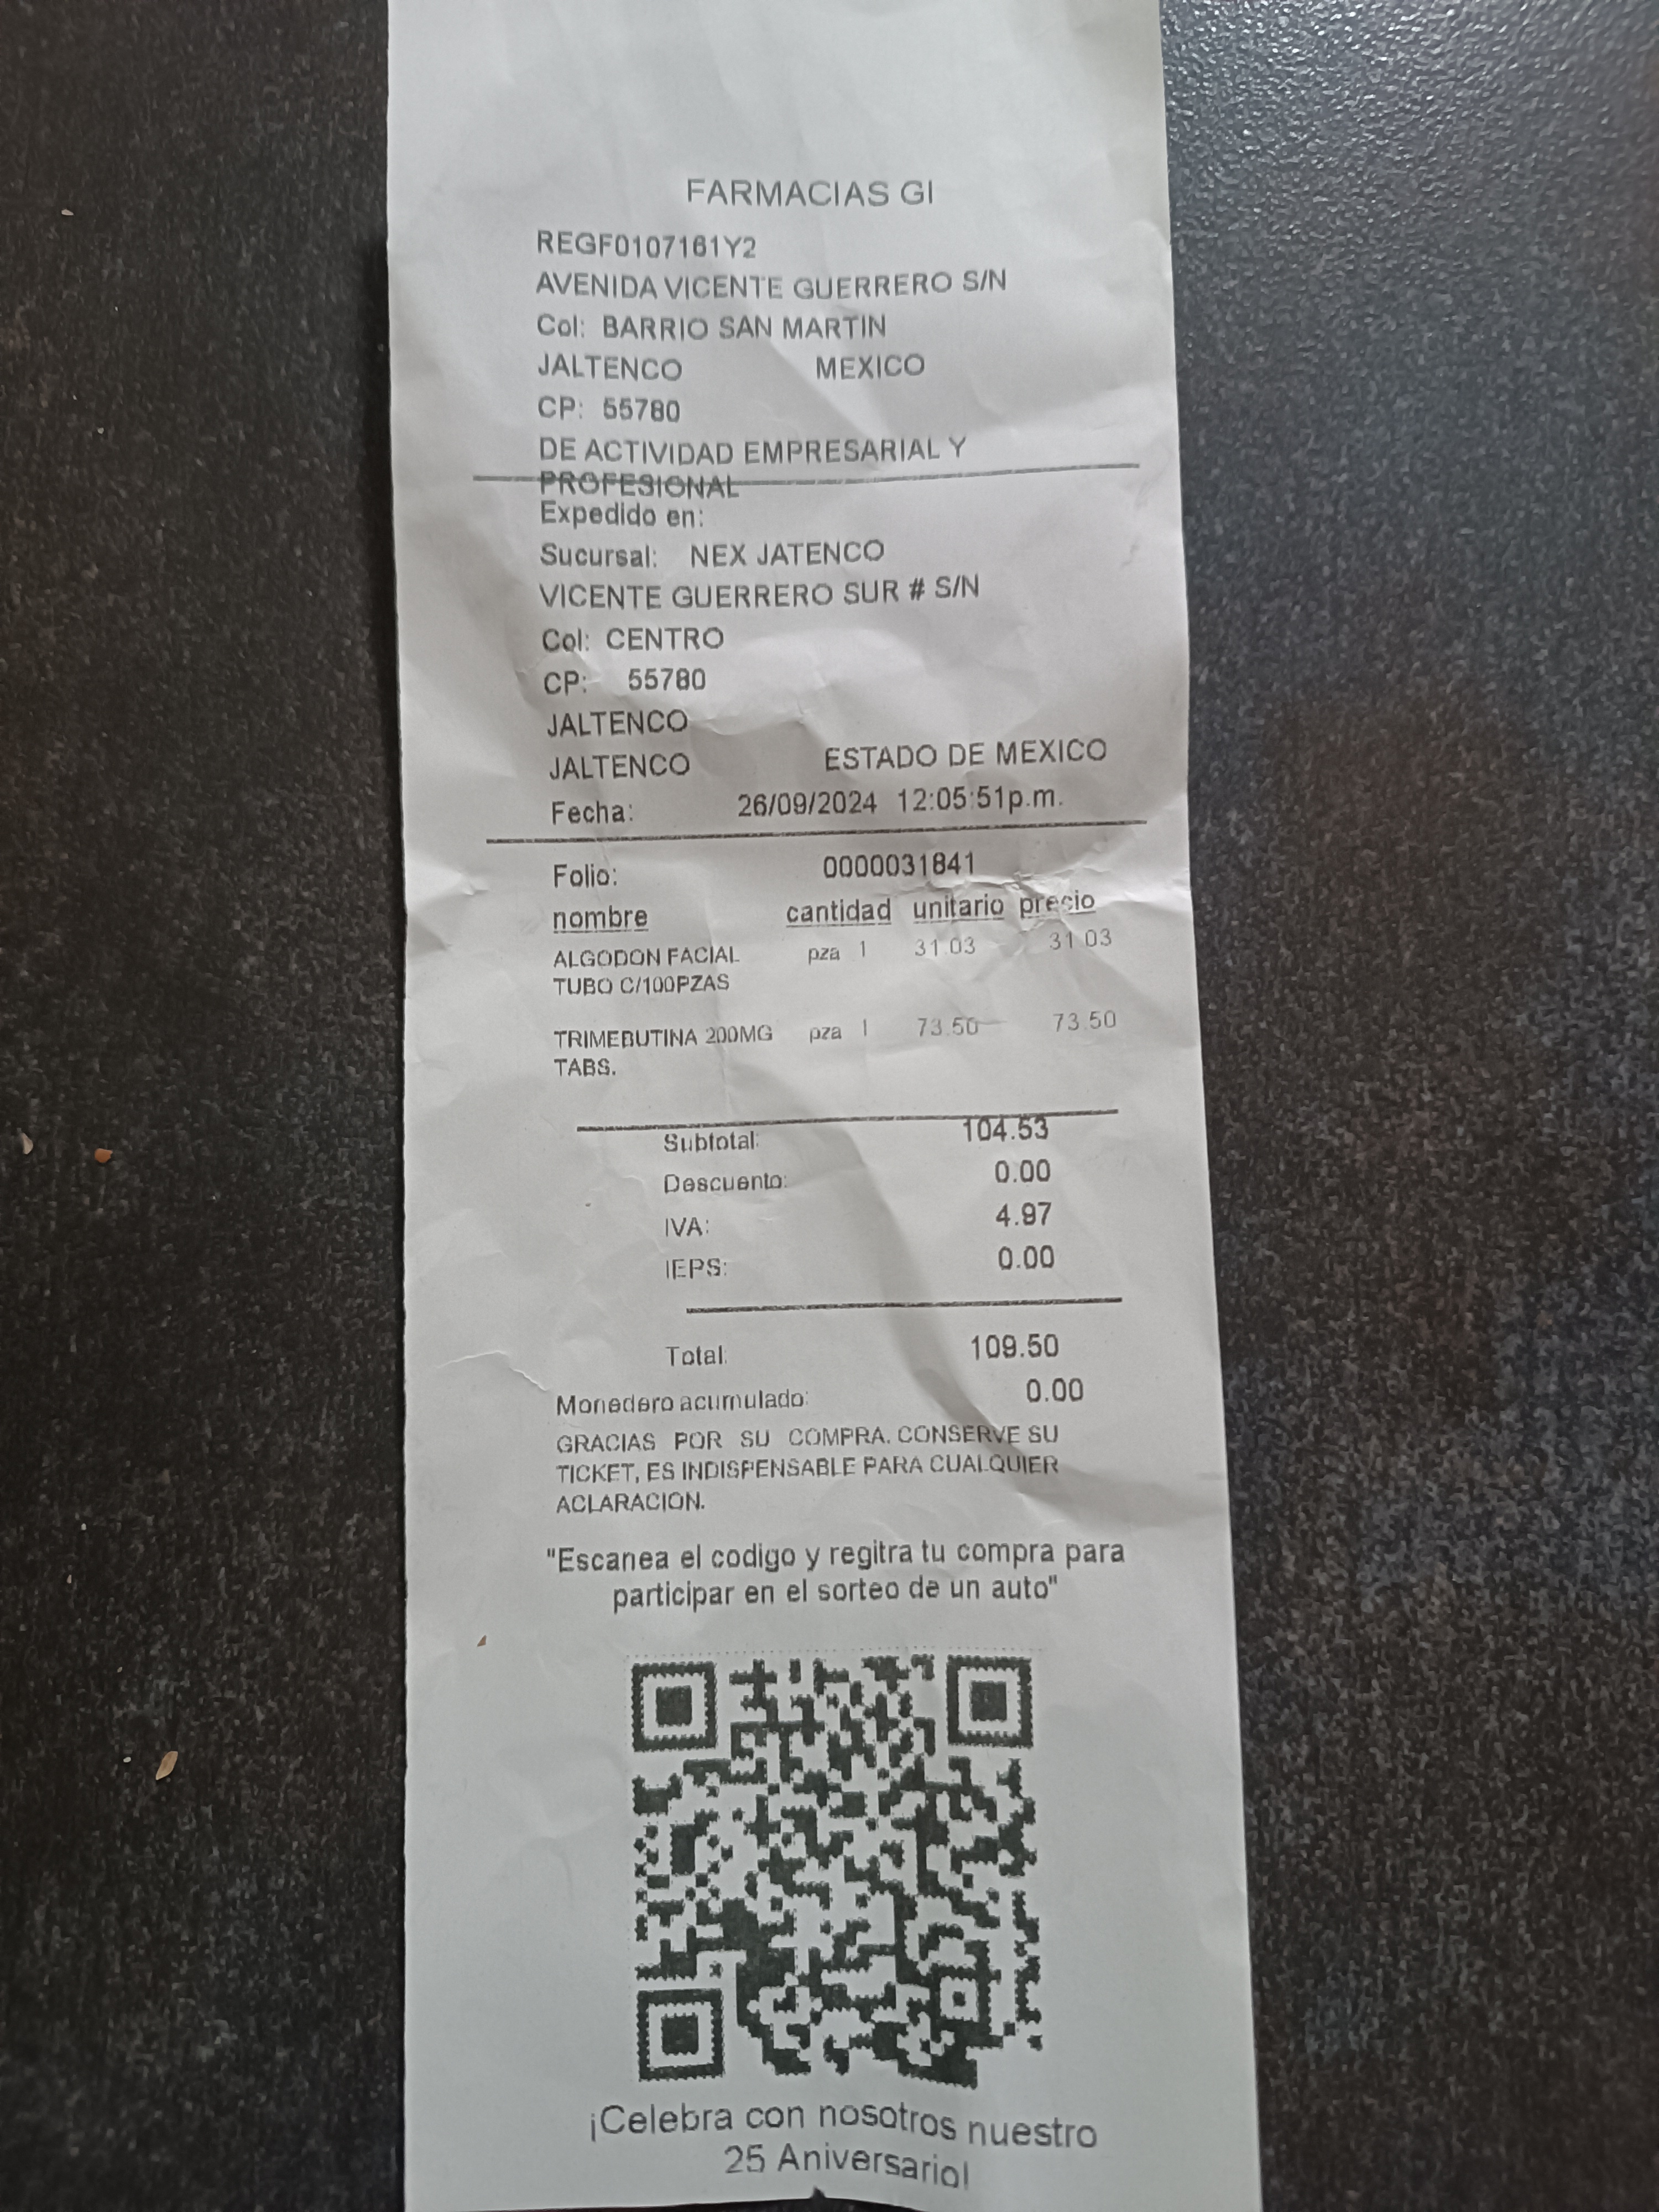 FARMACIAS GI
REGF0107161Y2
AVENIDA VICENTE GUERRERO S/N
Col: BARRIO SAN MARTIN
JALTENCO MEXICO
CP: 55780
DE ACTIVIDAD EMPRESARIAL Y
PROFESIONAL
Expedido en:
Sucursal: NEX JATENCO
VICENTE GUERRERO SUR # S/N
Col: CENTRO
CP: 55780
JALTENCO
JALTENCO ESTADO DE MEXICO
Fecha: 26/09/2024 12:05:51p.m.
Folio: 0000031841
nombre cantidad unitario precio
ALGODON FACIAL pza 1 31.03 31.03
TUBO C/100PZAS
TRIMEBUTINA 200MG pza 1 73.50 73.50
TABS.
Subtotal: 104.53
Descuento: 0.00
IVA: 4.97
IEPS: 0.00
Total: 109.50
Monedero acumulado: 0.00
GRACIAS POR SU COMPRA. CONSERVE SU
TICKET, ES INDISPENSABLE PARA CUALQUIER
ACLARACION.
"Escanea el codigo y regitra tu compra para
participar en el sorteo de un auto"
¡Celebra con nosotros nuestro
25 Aniversario!